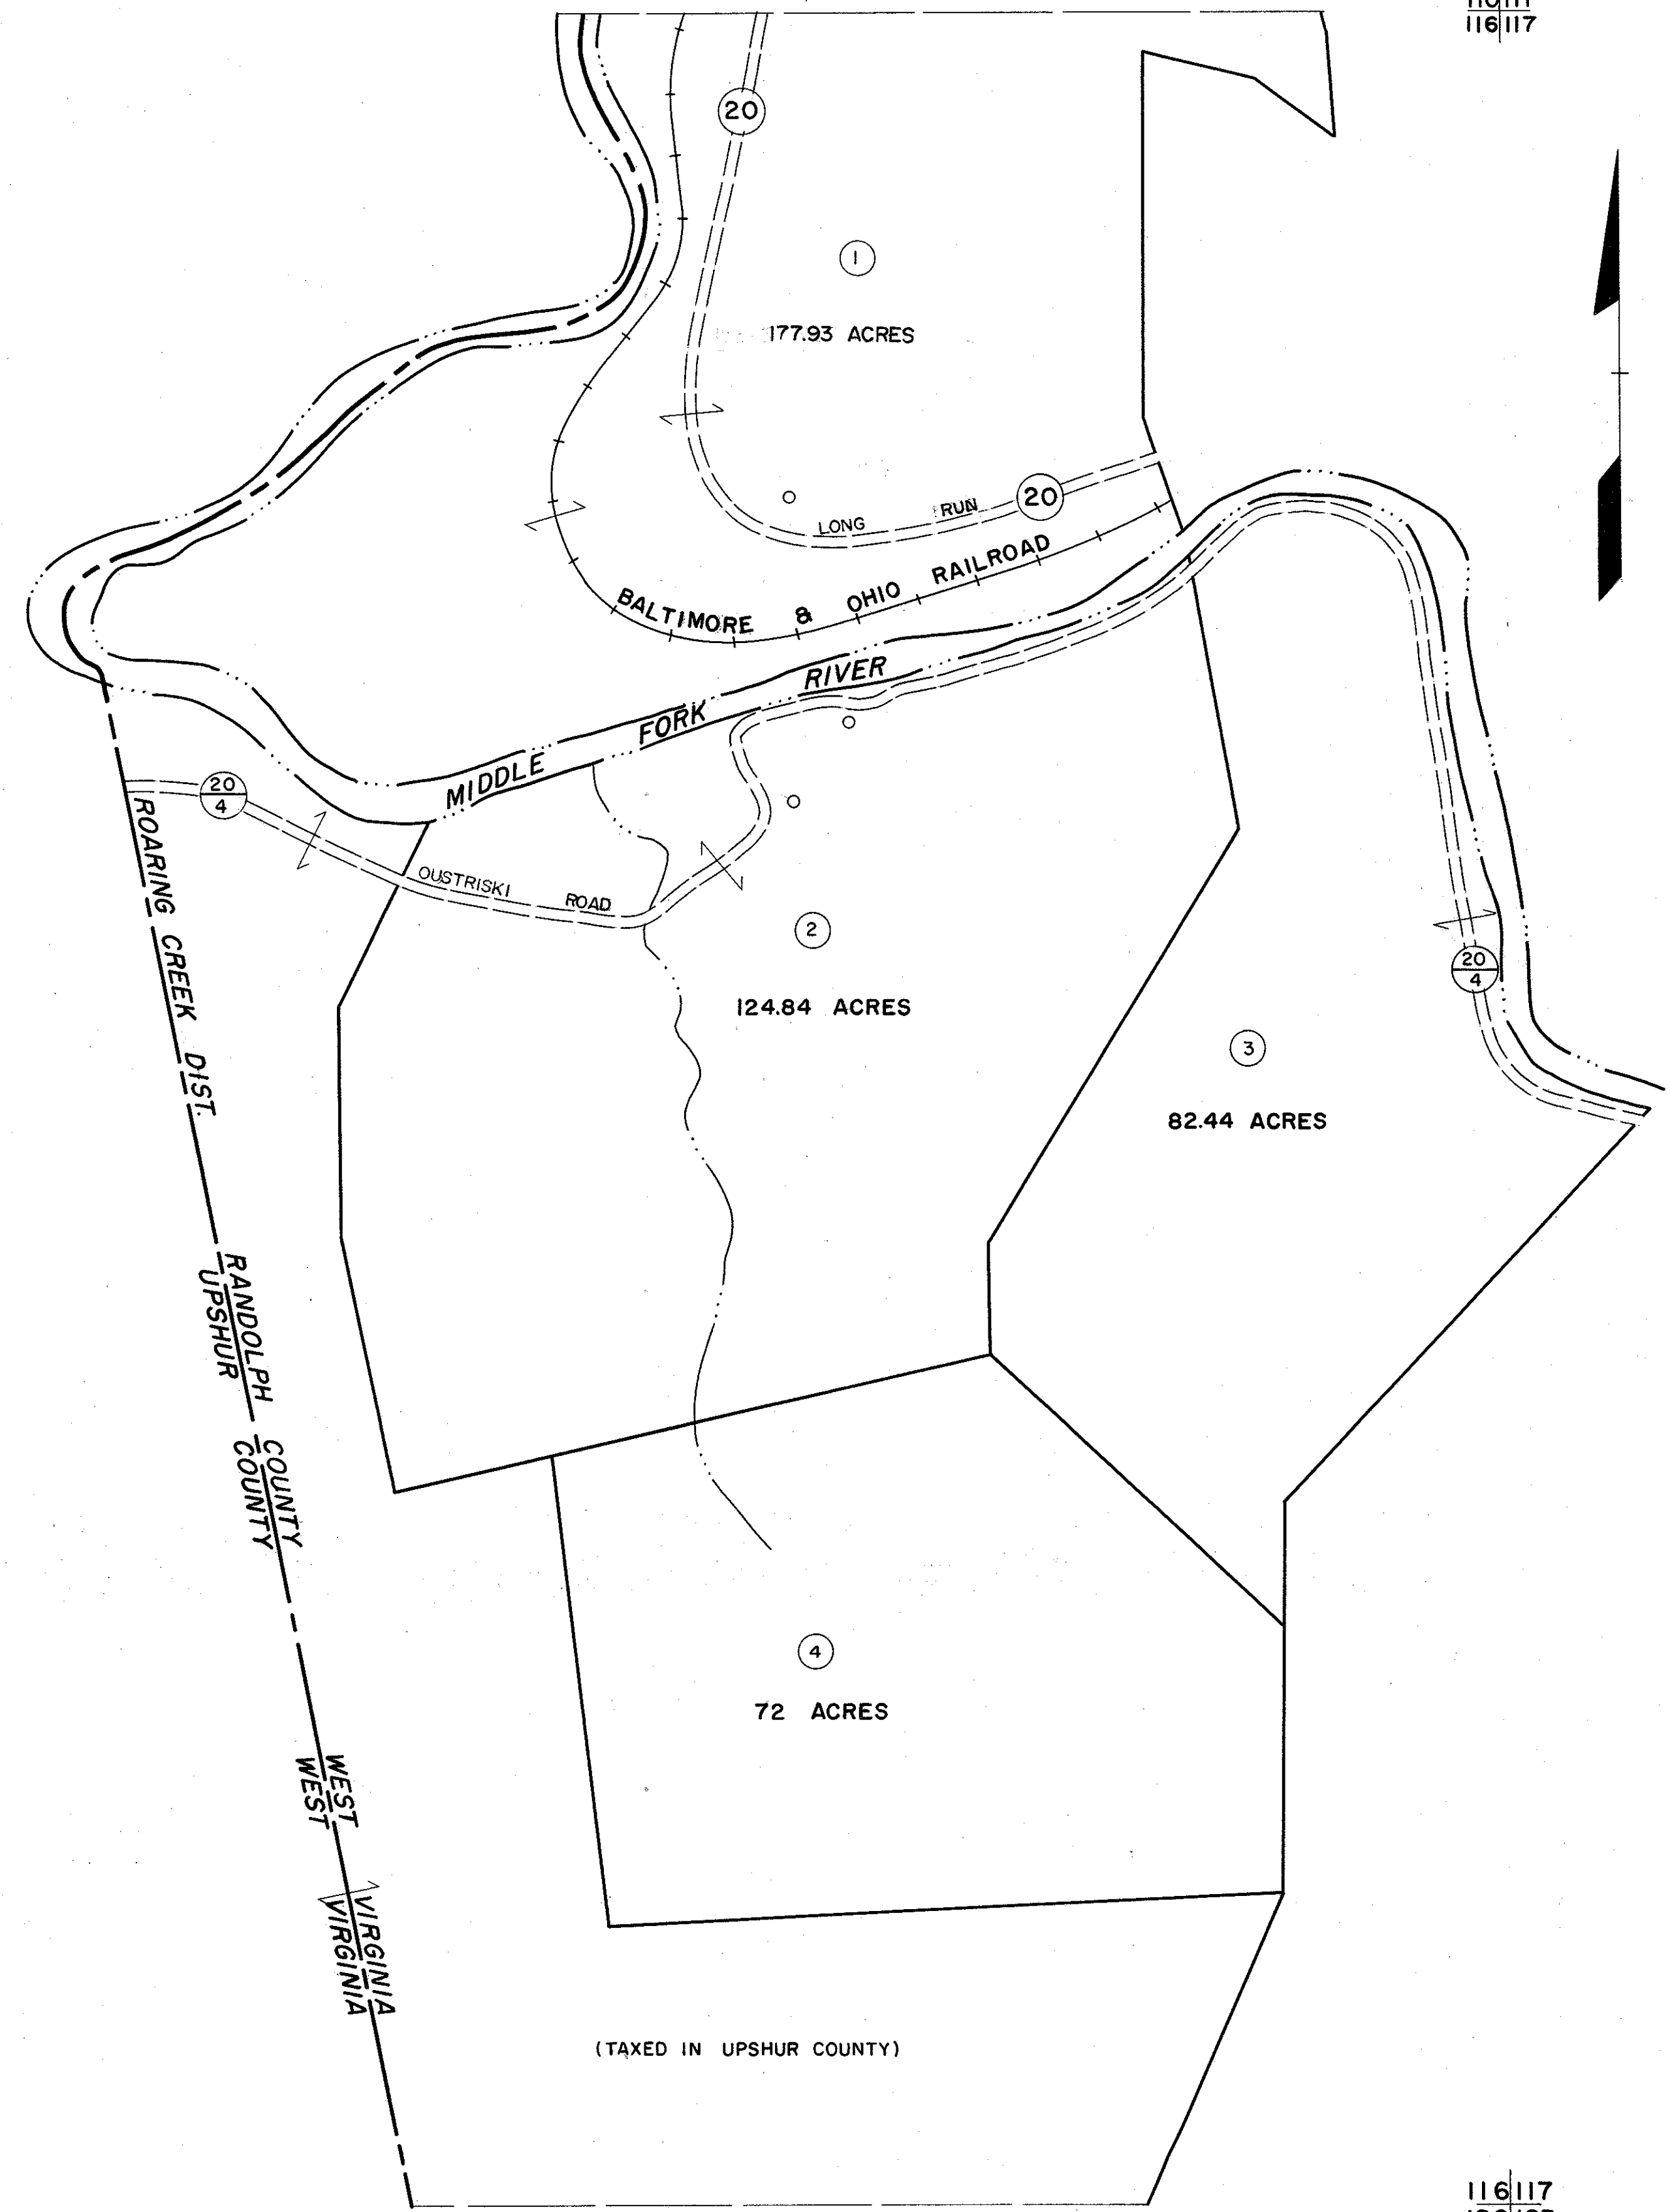 116 117
20
1
177.93 ACRES
LONG RUN 20
BALTIMORE & OHIO RAILROAD
MIDDLE FORK RIVER
20
4
OUSTRISKI ROAD
ROARING CREEK DIST.
2
124.84 ACRES
20
4
3
82.44 ACRES
RANDOLPH COUNTY
UPSHUR COUNTY
4
72 ACRES
WEST VIRGINIA
WEST VIRGINIA
(TAXED IN UPSHUR COUNTY)
116 117